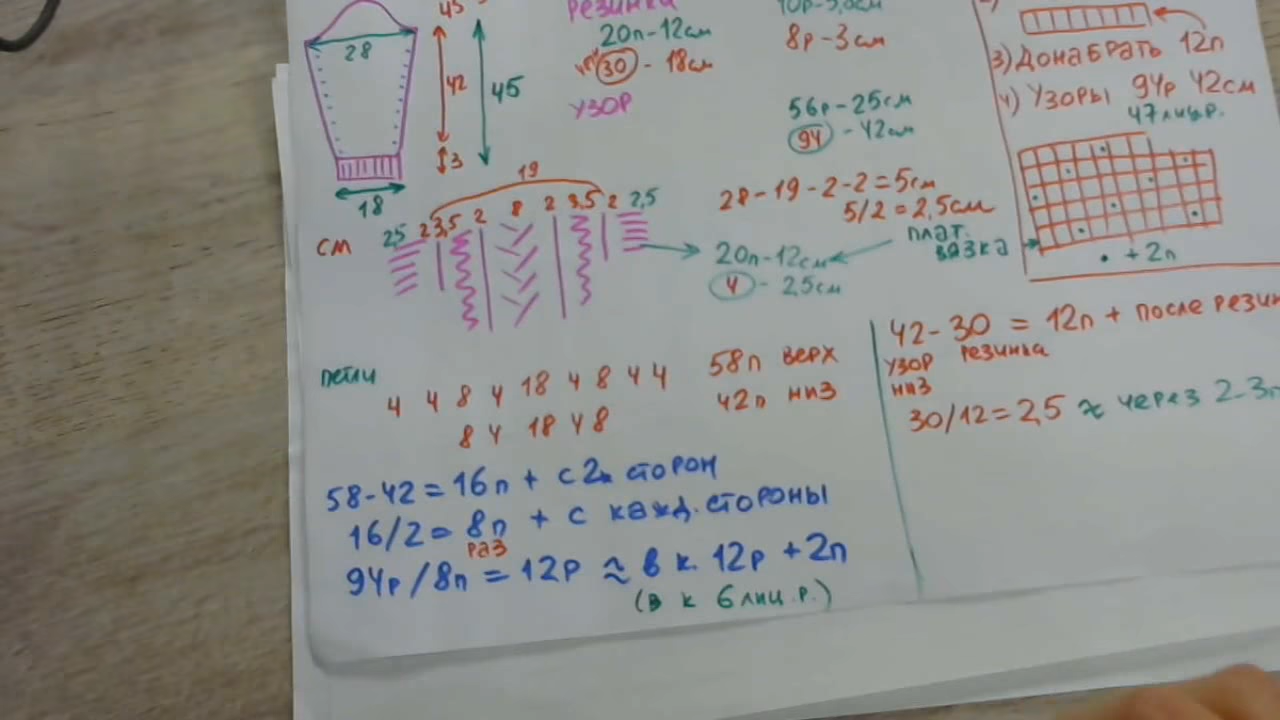 45
28
42
45
3
18
резинка
20п-12см
30 - 18см
узор
8р-3см
56р-25см
94 - 42см
3) Донабрать 12п
4) Узоры 94р 42см
47лиц.р.
• + 2п
19
см 2,5 2 3,5 2 8 2 3,5 2 2,5
28-19-2-2=5см
5/2=2,5см
плат.
вязка
20п-12см
4 - 2,5см
петли
4 4 8 4 18 4 8 4 4
8 4 18 4 8
58п верх
42п низ
58-42=16п + с 2х сторон
16/2=8п + с кажд. стороны
раз
94р/8п = 12р ≈ в к. 12р + 2п
(в к 6 лиц.р.)
42-30 = 12п + после резин
узор резинка
низ
30/12=2,5 ≈ через 2-3п